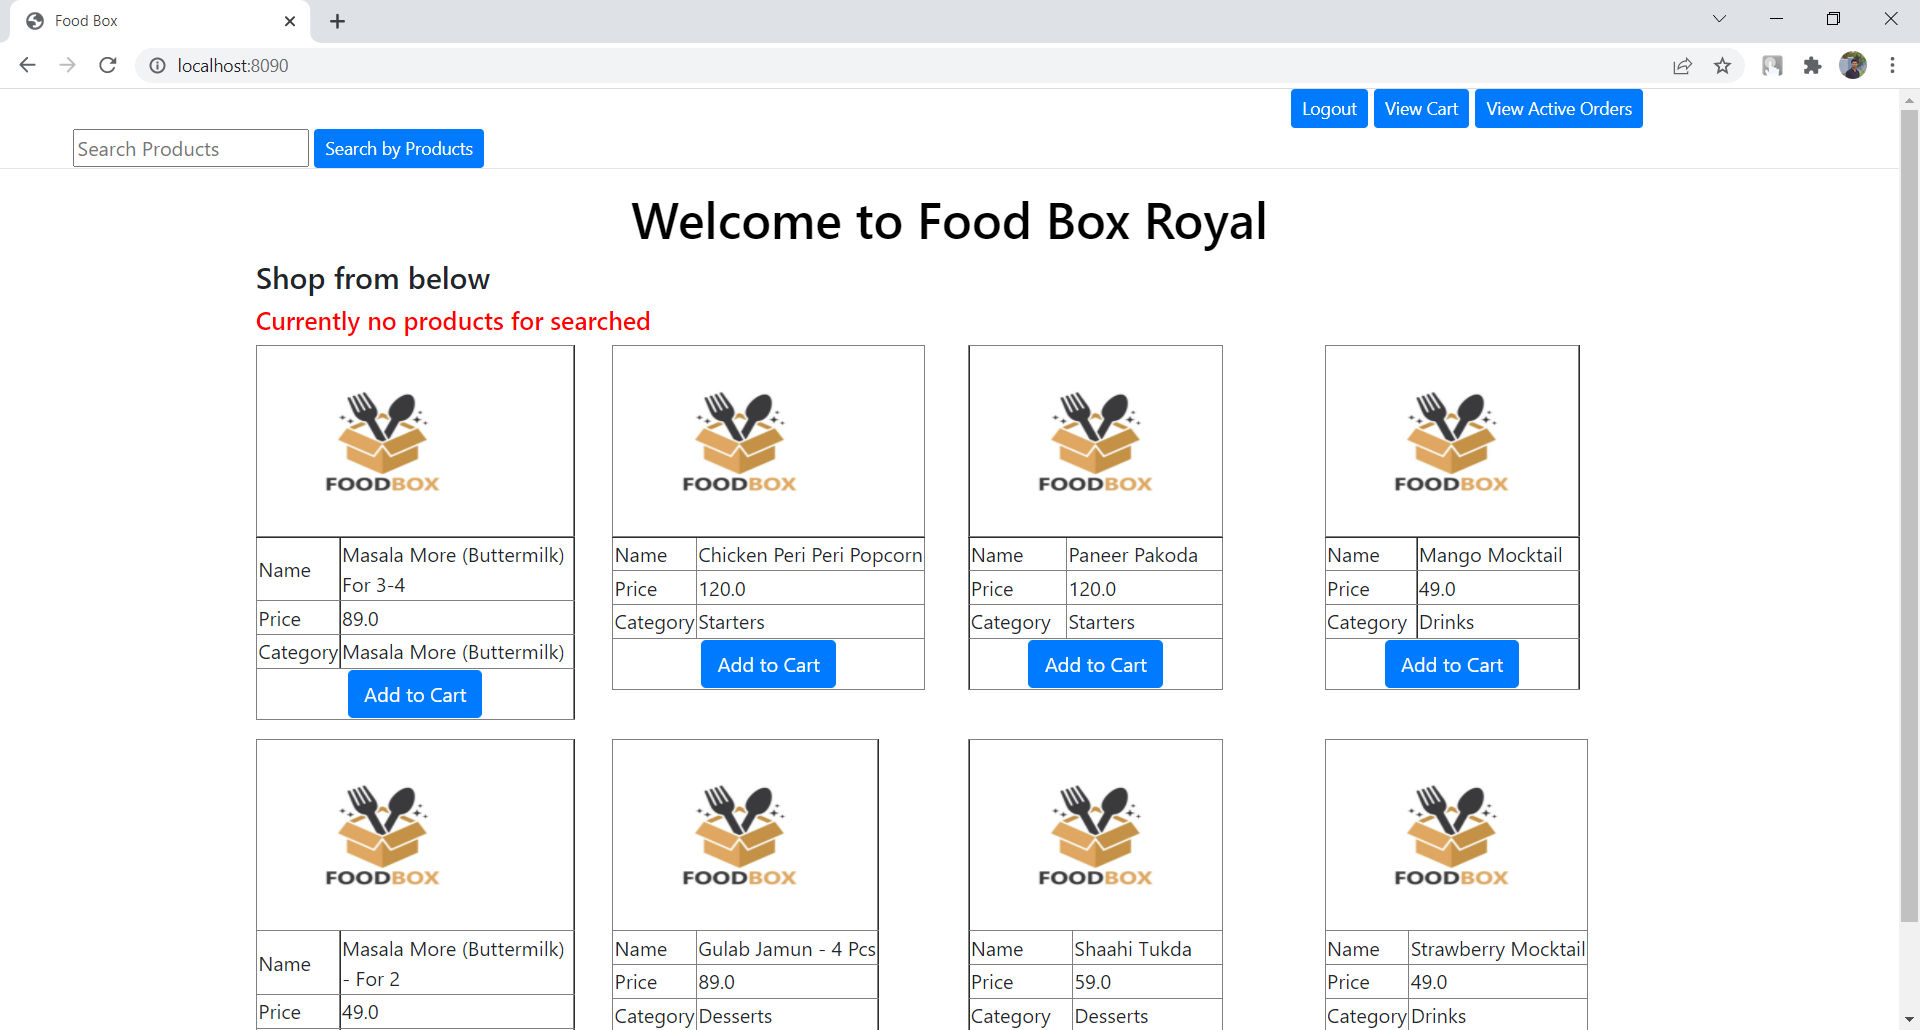 Food Box
localhost:8090
Logout View Cart View Active Orders
Search Products Search by Products
Welcome to Food Box Royal
Shop from below
Currently no products for searched
FOODBOX
Name Masala More (Buttermilk)
For 3-4
Price 89.0
Category Masala More (Buttermilk)
Add to Cart
FOODBOX
Name Chicken Peri Peri Popcorn
Price 120.0
Category Starters
Add to Cart
FOODBOX
Name Paneer Pakoda
Price 120.0
Category Starters
Add to Cart
FOODBOX
Name Mango Mocktail
Price 49.0
Category Drinks
Add to Cart
FOODBOX
Name Masala More (Buttermilk)
- For 2
Price 49.0
FOODBOX
Name Gulab Jamun - 4 Pcs
Price 89.0
Category Desserts
FOODBOX
Name Shaahi Tukda
Price 59.0
Category Desserts
FOODBOX
Name Strawberry Mocktail
Price 49.0
Category Drinks